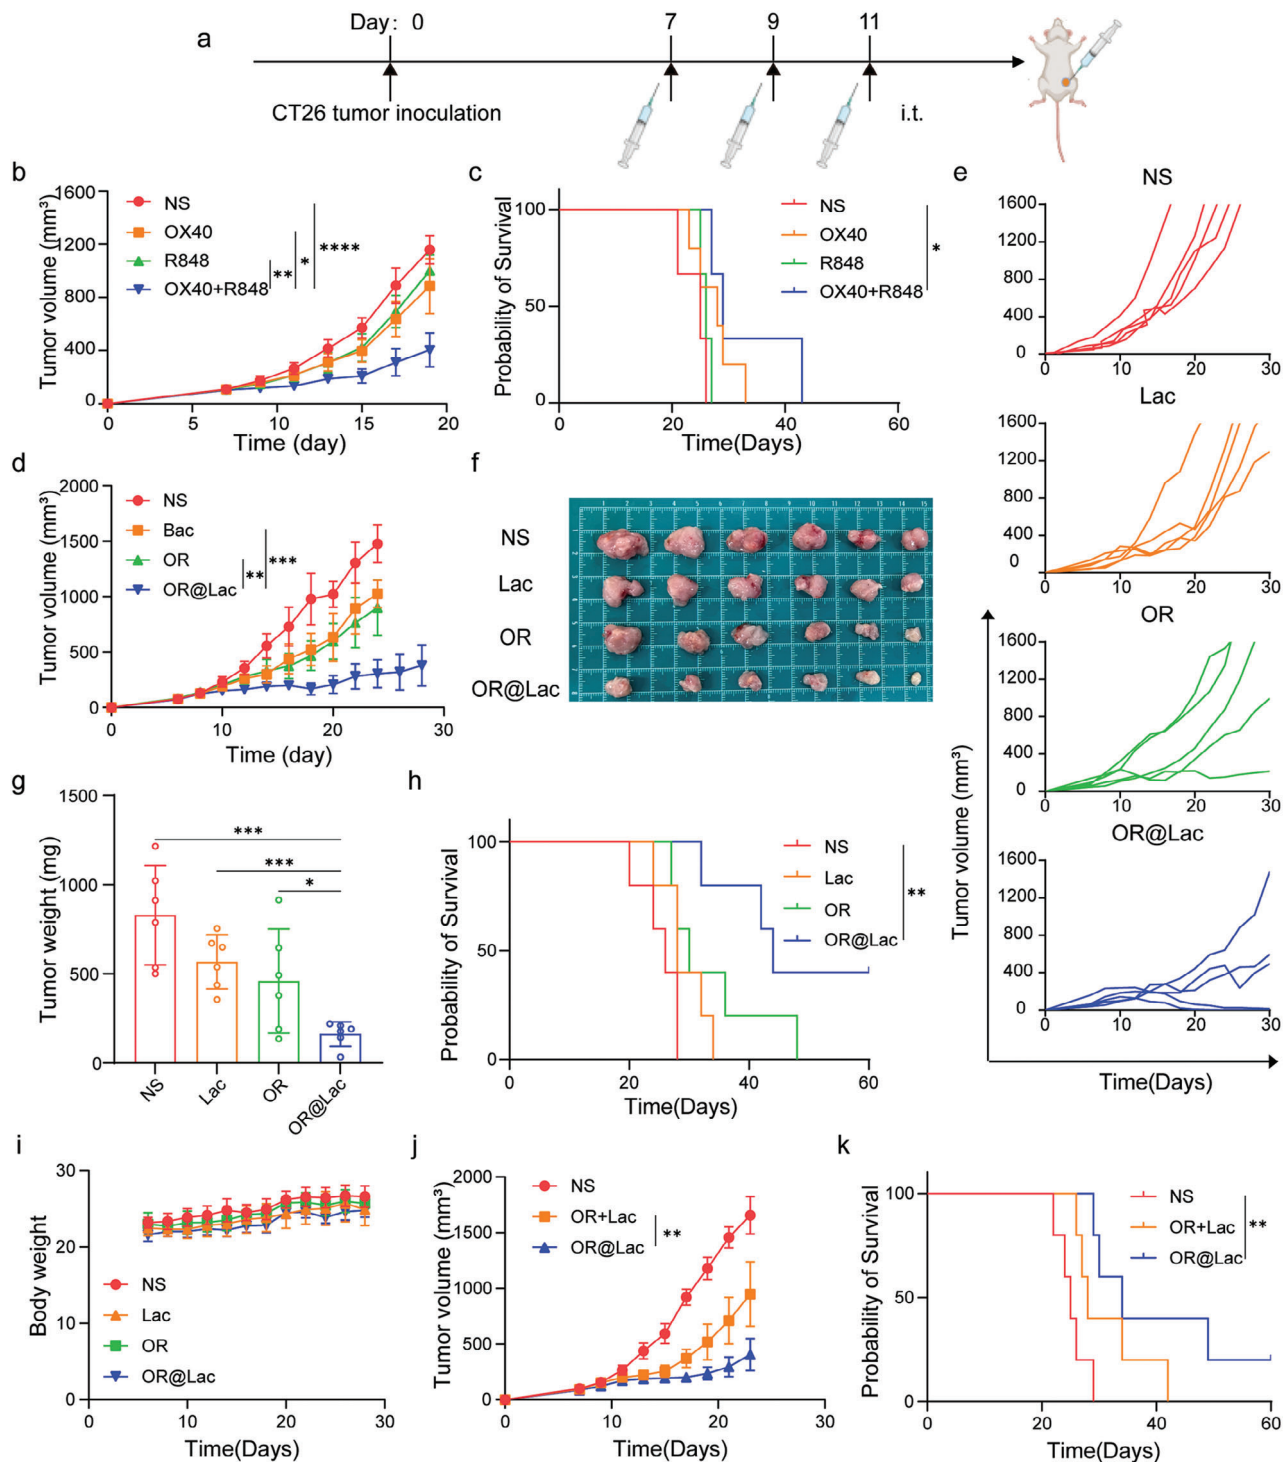 a
Day: 0 7 9 11
CT26 tumor inoculation
i.t.
b
Tumor volume (mm³)
1600
1200
800
400
0
NS
OX40
R848
OX40+R848
**
*
****
0 5 10 15 20
Time (day)
c
Probability of Survival
100
50
0
NS
OX40
R848
OX40+R848
*
0 20 40 60
Time(Days)
d
Tumor volume (mm³)
2000
1500
1000
500
0
NS
Bac
OR
OR@Lac
**
***
0 10 20 30
Time (day)
e
NS
1600
1200
800
400
0
0 10 20 30
Lac
1600
1200
800
400
0
0 10 20 30
OR
1600
1200
800
400
0
0 10 20 30
OR@Lac
1600
1200
800
400
0
0 10 20 30
Tumor volume (mm³)
Time(Days)
f
NS
Lac
OR
OR@Lac
g
Tumor weight (mg)
1500
1000
500
0
***
***
*
NS Lac OR OR@Lac
h
Probability of Survival
100
50
0
NS
Lac
OR
OR@Lac
**
0 20 40 60
Time(Days)
i
Body weight
30
20
10
0
NS
Lac
OR
OR@Lac
0 10 20 30
Time(Days)
j
Tumor volume (mm³)
2000
1500
1000
500
0
NS
OR+Lac
OR@Lac
**
0 10 20 30
Time(Days)
k
Probability of Survival
100
50
0
NS
OR+Lac
OR@Lac
**
0 20 40 60
Time(Days)